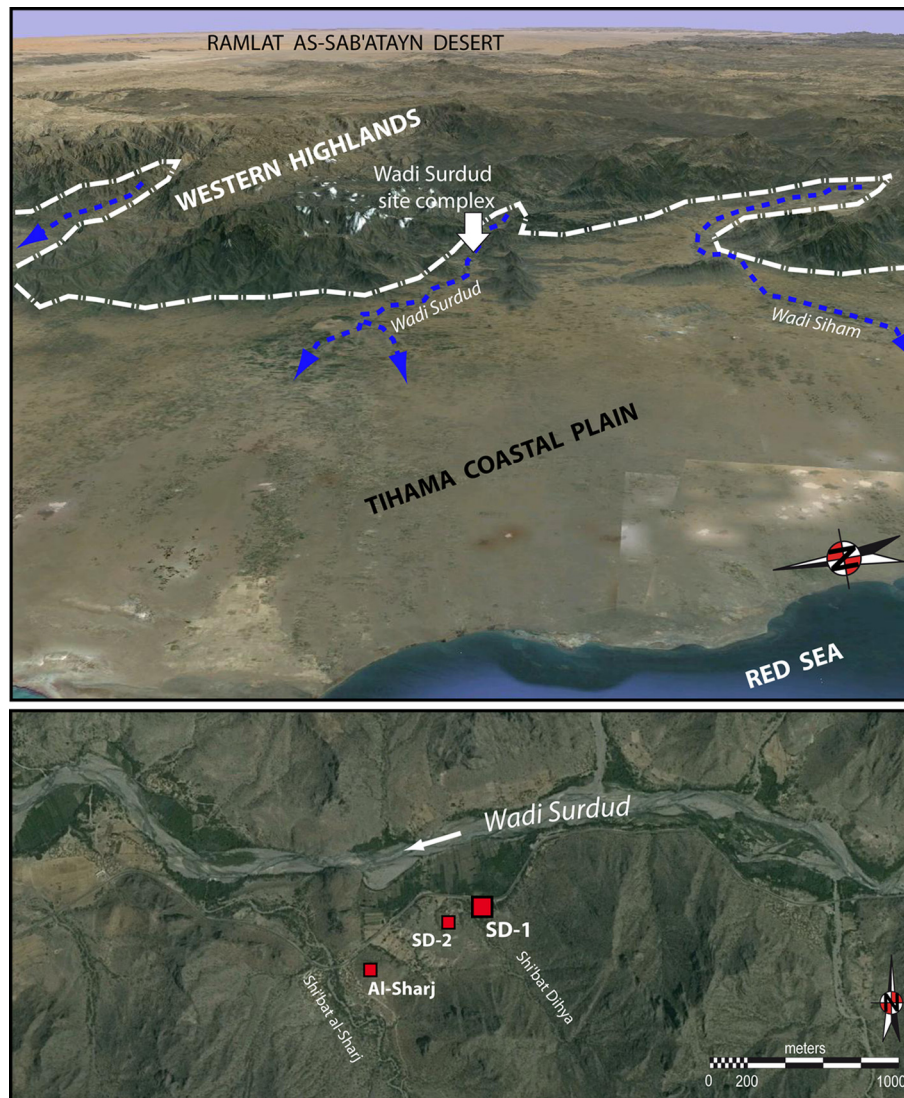 RAMLAT AS-SAB'ATAYN DESERT
WESTERN HIGHLANDS
Wadi Surdud
site complex
Wadi Surdud
Wadi Siham
TIHAMA COASTAL PLAIN
N
RED SEA
Wadi Surdud
SD-1
SD-2
Al-Sharj
Shi'bat al-Sharj
Shi'bat Dihya
N
meters
0 200 1000